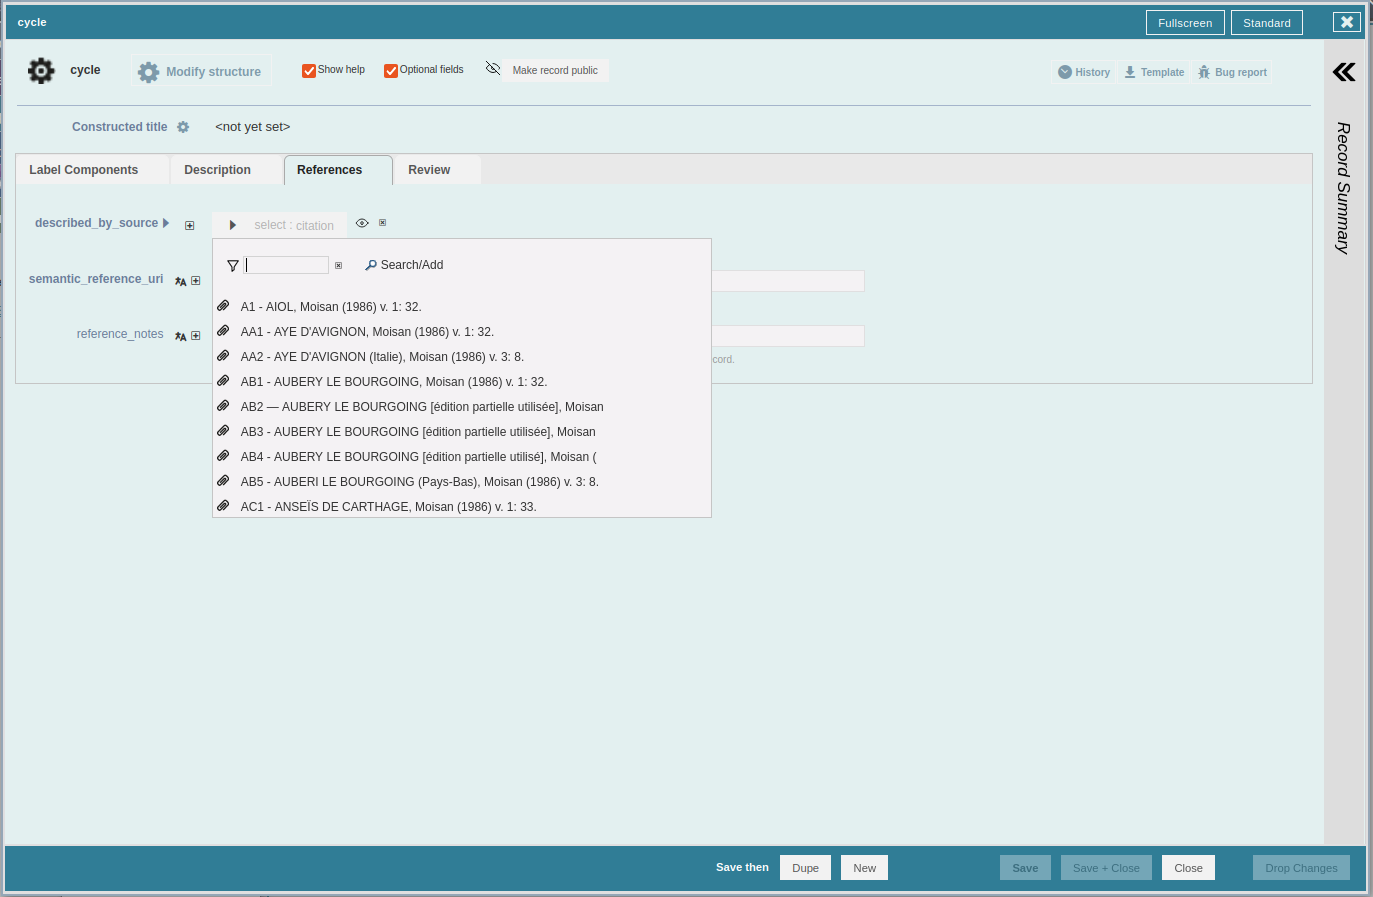 cycle
Fullscreen
Standard
cycle
Modify structure
Show help
Optional fields
Make record public
History
Template
Bug report
Constructed title
<not yet set>
Label Components
Description
References
Review
Record Summary
described_by_source
select : citation
semantic_reference_uri
reference_notes
Search/Add
A1 - AIOL, Moisan (1986) v. 1: 32.
AA1 - AYE D'AVIGNON, Moisan (1986) v. 1: 32.
AA2 - AYE D'AVIGNON (Italie), Moisan (1986) v. 3: 8.
AB1 - AUBERY LE BOURGOING, Moisan (1986) v. 1: 32.
AB2 — AUBERY LE BOURGOING [édition partielle utilisée], Moisan
AB3 - AUBERY LE BOURGOING [édition partielle utilisée], Moisan
AB4 - AUBERY LE BOURGOING [édition partielle utilisé], Moisan (
AB5 - AUBERI LE BOURGOING (Pays-Bas), Moisan (1986) v. 3: 8.
AC1 - ANSEÏS DE CARTHAGE, Moisan (1986) v. 1: 33.
cord.
Save then
Dupe
New
Save
Save + Close
Close
Drop Changes